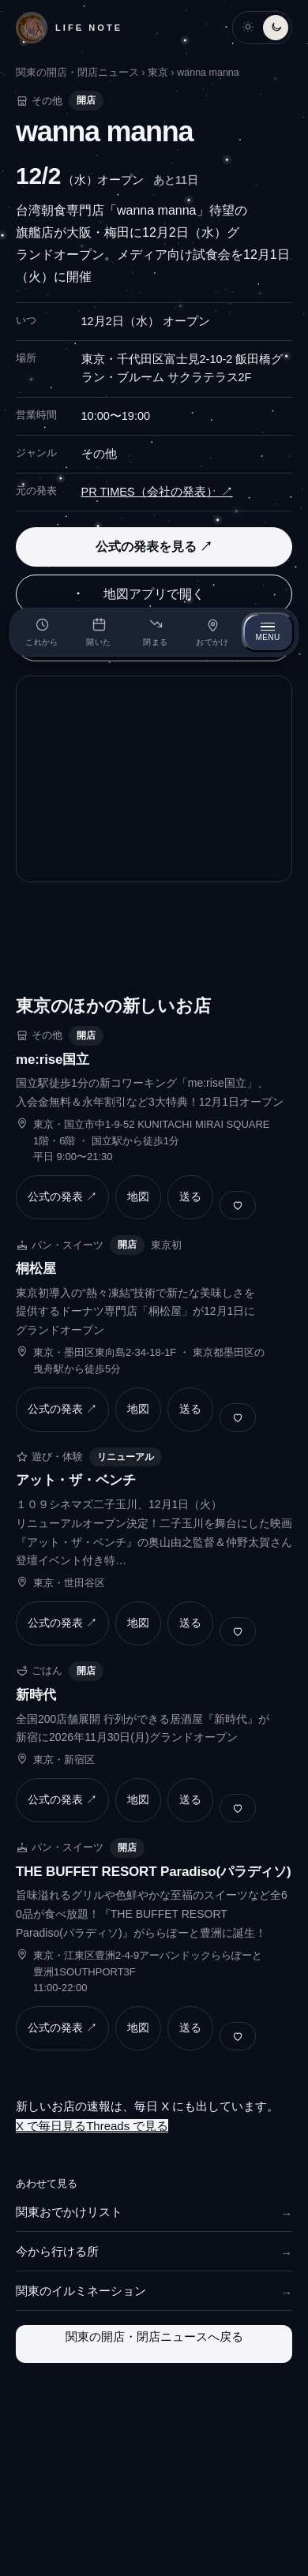 LIFE NOTE
関東の開店・閉店ニュース › 東京 › wanna manna
その他 開店
wanna manna
12/2（水）オープン あと11日
台湾朝食専門店「wanna manna」待望の
旗艦店が大阪・梅田に12月2日（水）グ
ランドオープン。メディア向け試食会を12月1日
（火）に開催
いつ 12月2日（水） オープン
場所 東京・千代田区富士見2-10-2 飯田橋グ
ラン・ブルーム サクラテラス2F
営業時間 10:00〜19:00
ジャンル その他
元の発表 PR TIMES（会社の発表） ↗
公式の発表を見る ↗
地図アプリで開く
これから 開いた 閉まる おでかけ MENU
東京のほかの新しいお店
その他 開店
me:rise国立
国立駅徒歩1分の新コワーキング「me:rise国立」、
入会金無料＆永年割引など3大特典！12月1日オープン
東京・国立市中1-9-52 KUNITACHI MIRAI SQUARE
1階・6階 ・ 国立駅から徒歩1分
平日 9:00〜21:30
公式の発表 ↗ 地図 送る
パン・スイーツ 開店 東京初
桐松屋
東京初導入の“熱々凍結”技術で新たな美味しさを
提供するドーナツ専門店「桐松屋」が12月1日に
グランドオープン
東京・墨田区東向島2-34-18-1F ・ 東京都墨田区の
曳舟駅から徒歩5分
公式の発表 ↗ 地図 送る
遊び・体験 リニューアル
アット・ザ・ベンチ
１０９シネマズ二子玉川、12月1日（火）
リニューアルオープン決定！二子玉川を舞台にした映画
『アット・ザ・ベンチ』の奥山由之監督＆仲野太賀さん
登壇イベント付き特…
東京・世田谷区
公式の発表 ↗ 地図 送る
ごはん 開店
新時代
全国200店舗展開 行列ができる居酒屋『新時代』が
新宿に2026年11月30日(月)グランドオープン
東京・新宿区
公式の発表 ↗ 地図 送る
パン・スイーツ 開店
THE BUFFET RESORT Paradiso(パラディソ)
旨味溢れるグリルや色鮮やかな至福のスイーツなど全6
0品が食べ放題！『THE BUFFET RESORT
Paradiso(パラディソ)』がららぽーと豊洲に誕生！
東京・江東区豊洲2-4-9アーバンドックららぽーと
豊洲1SOUTHPORT3F
11:00-22:00
公式の発表 ↗ 地図 送る
新しいお店の速報は、毎日 X にも出しています。
X で毎日見るThreads で見る
あわせて見る
関東おでかけリスト →
今から行ける所 →
関東のイルミネーション →
関東の開店・閉店ニュースへ戻る